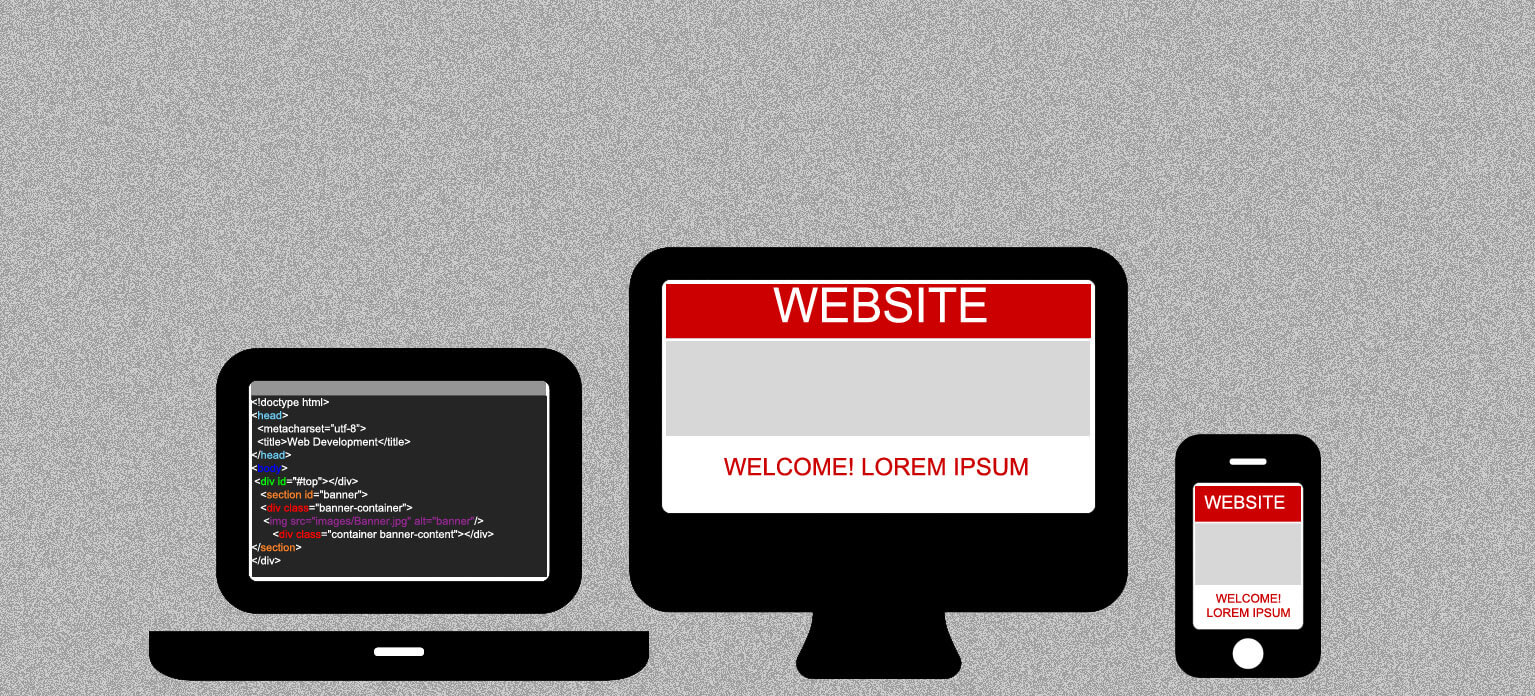 <!doctype html>
<head>
<metacharset="utf-8">
<title>Web Development</title>
</head>
<body>
<div id="#top"></div>
<section id="banner">
<div class="banner-container">
<img src="images/Banner.jpg" alt="banner"/>
<div class="container banner-content"></div>
</section>
</div>
WEBSITE
WELCOME! LOREM IPSUM
WEBSITE
WELCOME!
LOREM IPSUM